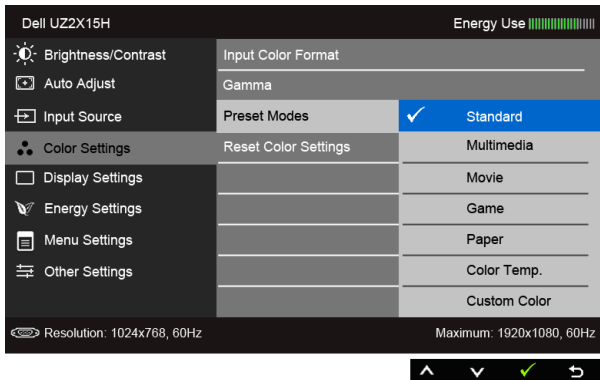 Dell UZ2X15H Energy Use
Brightness/Contrast Input Color Format
Auto Adjust Gamma
Input Source Preset Modes Standard
Color Settings Reset Color Settings Multimedia
Display Settings Movie
Energy Settings Game
Menu Settings Paper
Other Settings Color Temp.
Custom Color
Resolution: 1024x768, 60Hz Maximum: 1920x1080, 60Hz